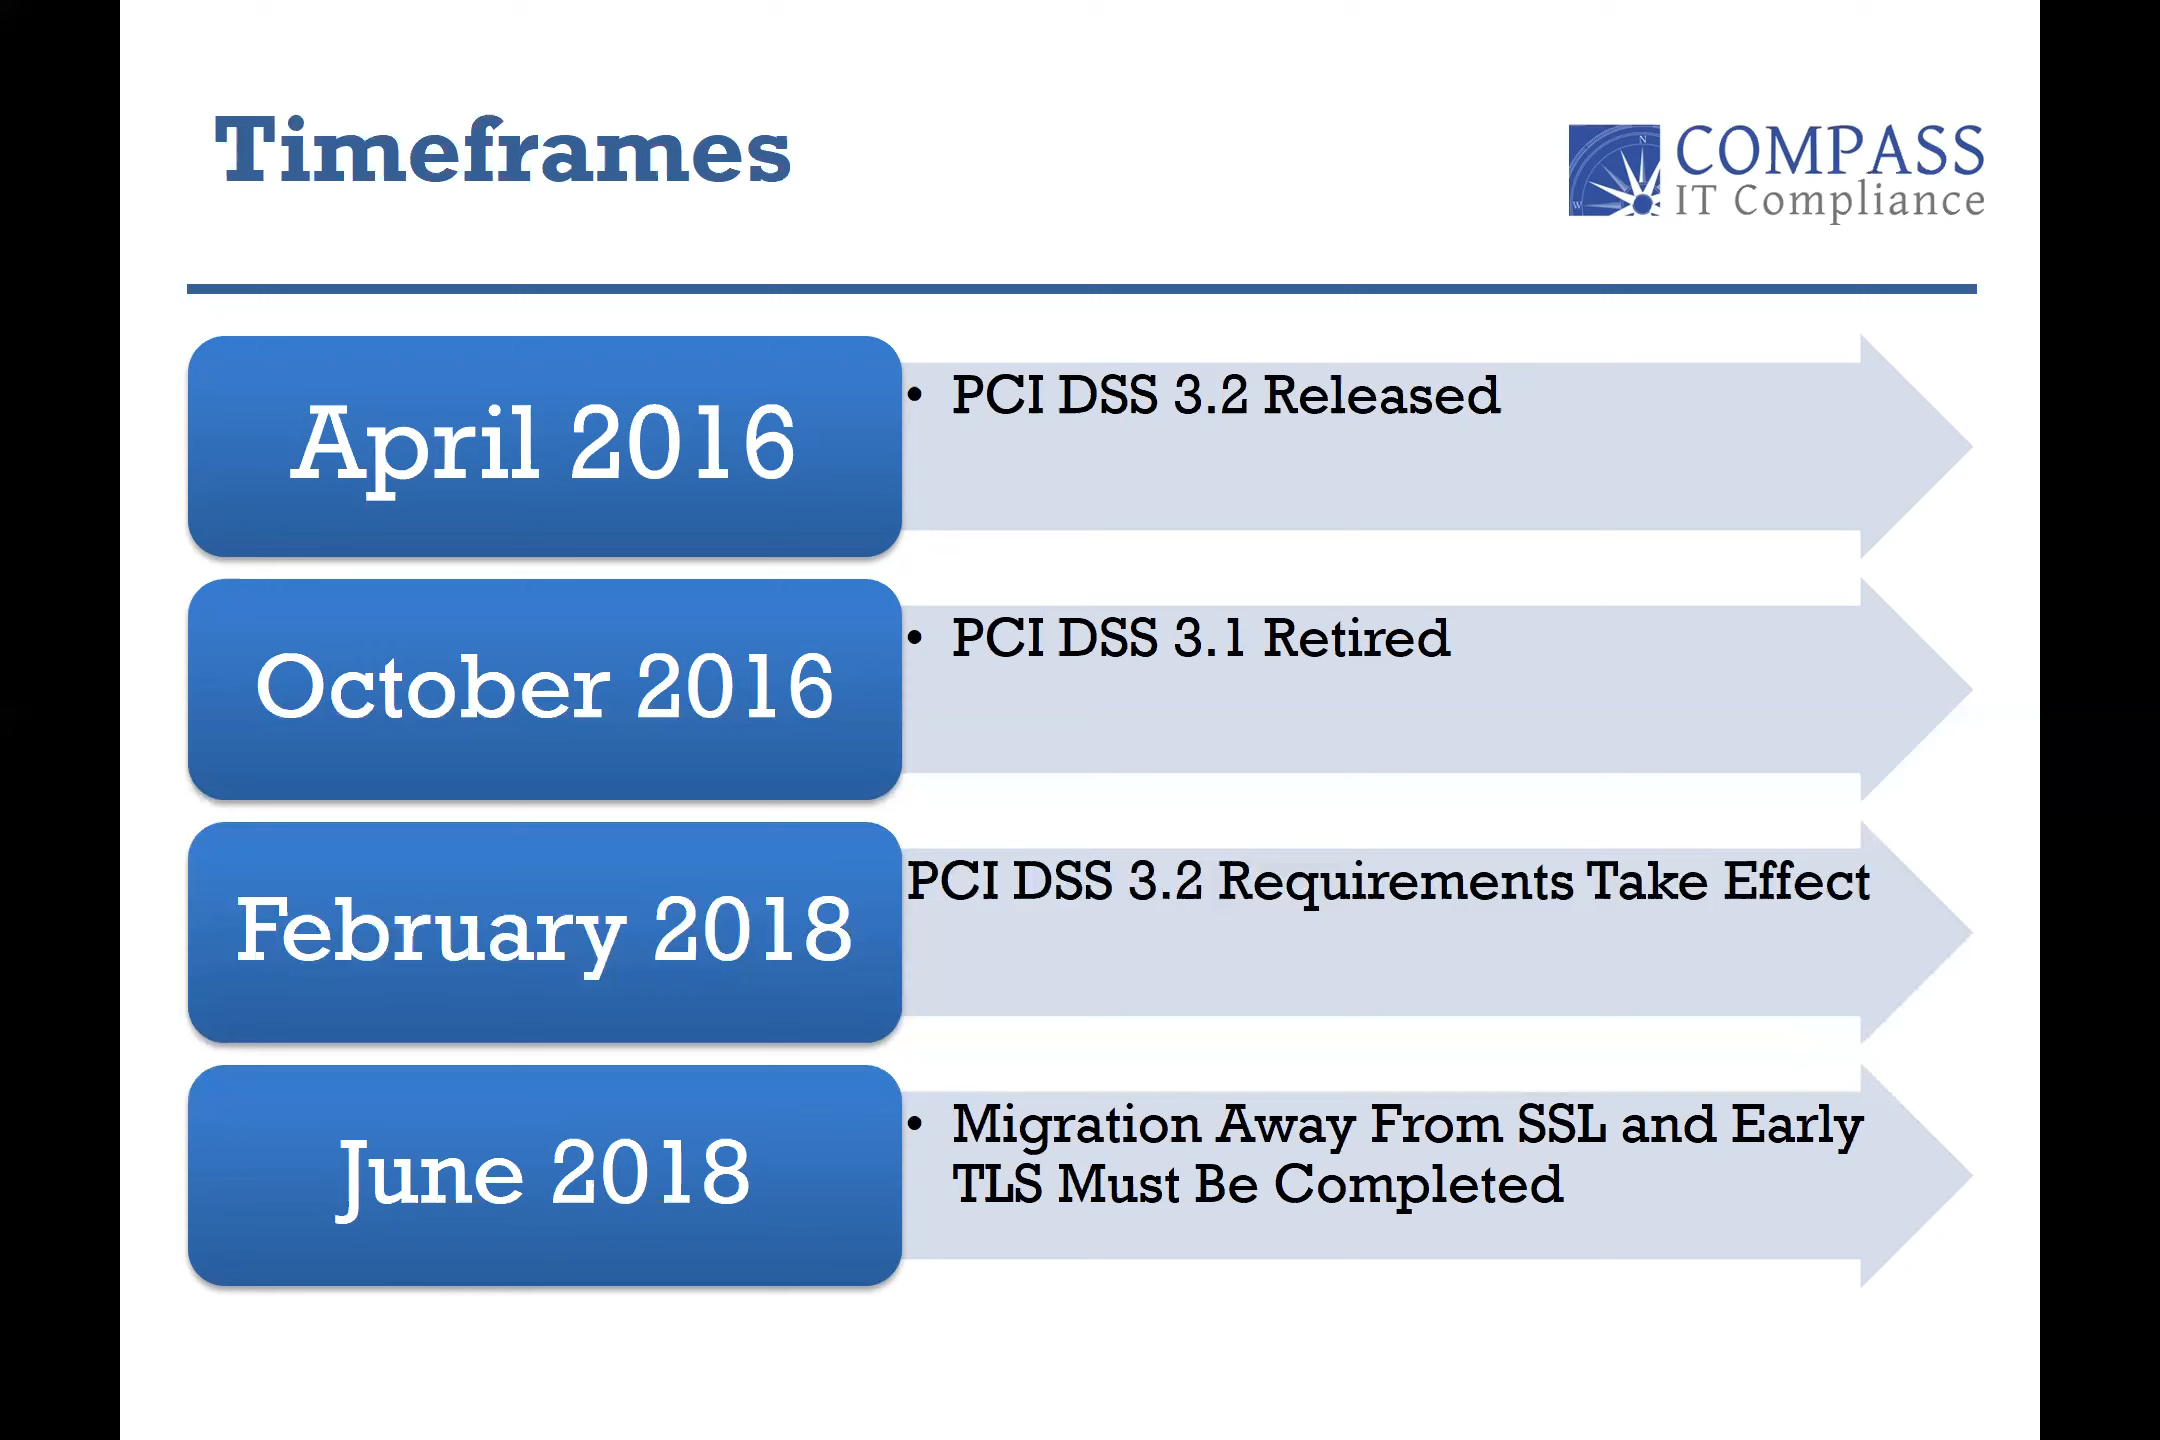 Timeframes
COMPASS
IT Compliance
N
W
April 2016
• PCI DSS 3.2 Released
October 2016
• PCI DSS 3.1 Retired
February 2018
PCI DSS 3.2 Requirements Take Effect
June 2018
• Migration Away From SSL and Early
TLS Must Be Completed